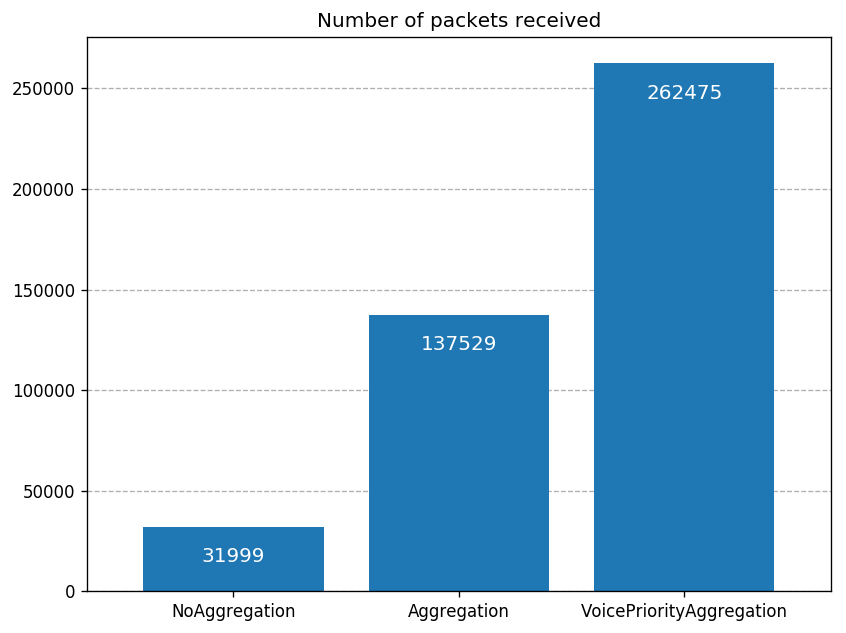 Number of packets received
250000
200000
150000
100000
50000
0
262475
137529
31999
NoAggregation
Aggregation
VoicePriorityAggregation